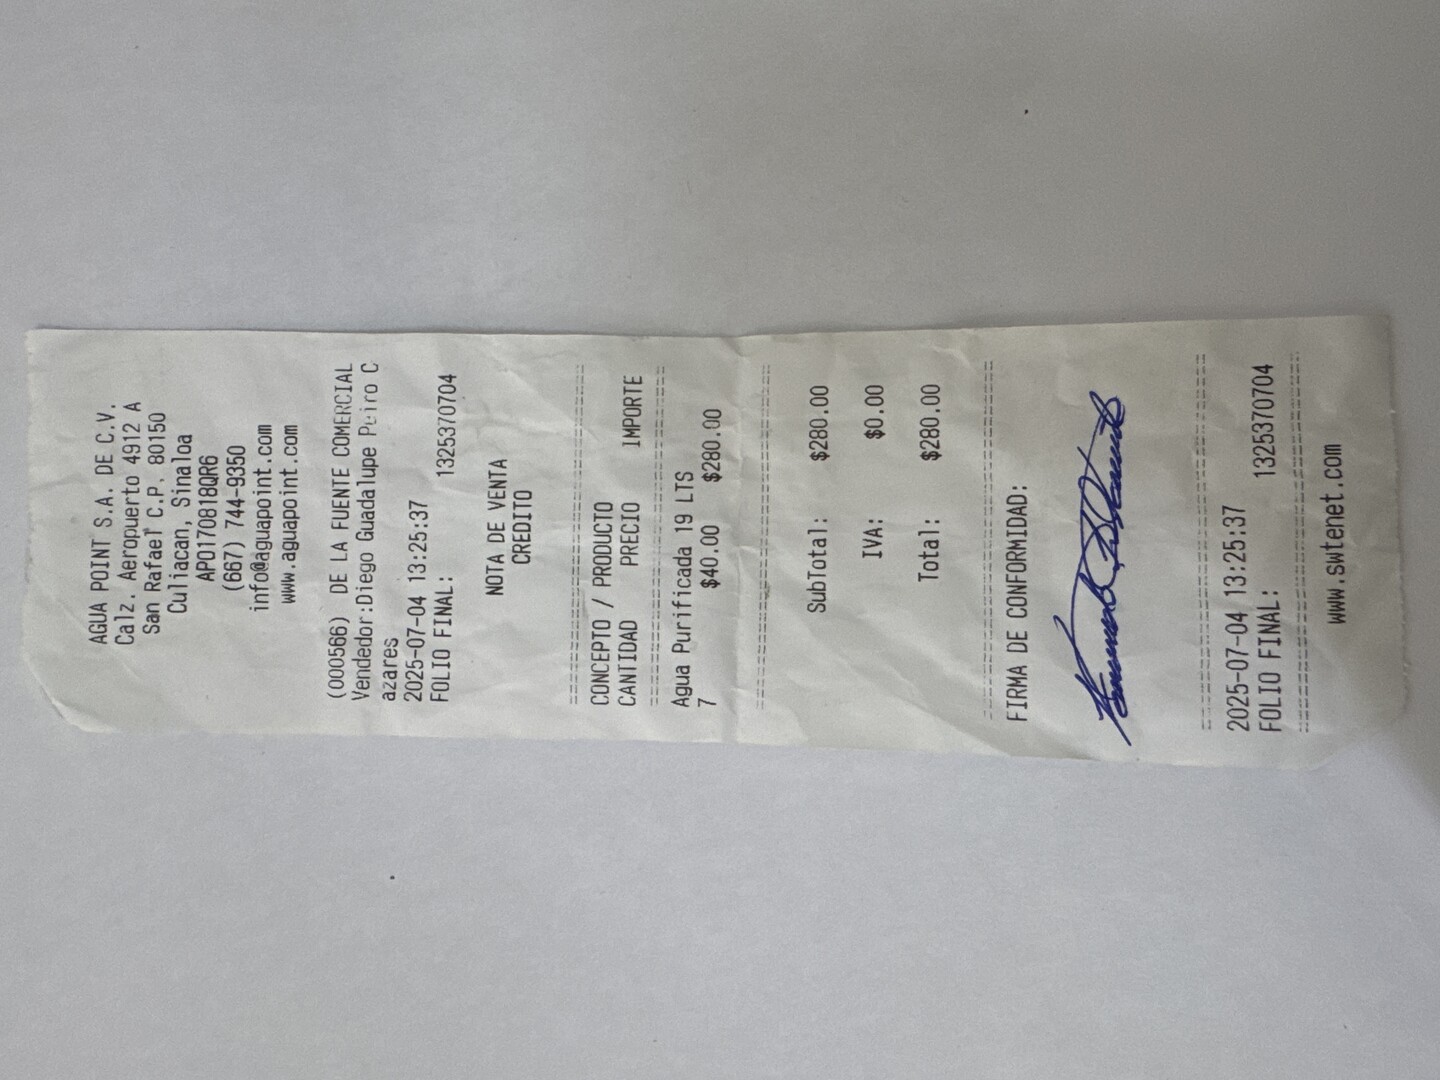 AGUA POINT S.A. DE C.V.
Calz. Aeropuerto 4912 A
San Rafael C.P. 80150
Culiacan, Sinaloa
APO170818QR6
(667) 744-9350
info@aguapoint.com
www.aguapoint.com
(000566) DE LA FUENTE COMERCIAL
Vendedor:Diego Guadalupe Peiro C
azares
2025-07-04 13:25:37
FOLIO FINAL: 1325370704
NOTA DE VENTA
CREDITO
CONCEPTO / PRODUCTO
CANTIDAD PRECIO IMPORTE
Agua Purificada 19 LTS
7 $40.00 $280.00
SubTotal: $280.00
IVA: $0.00
Total: $280.00
FIRMA DE CONFORMIDAD:
2025-07-04 13:25:37
FOLIO FINAL: 1325370704
www.swtenet.com